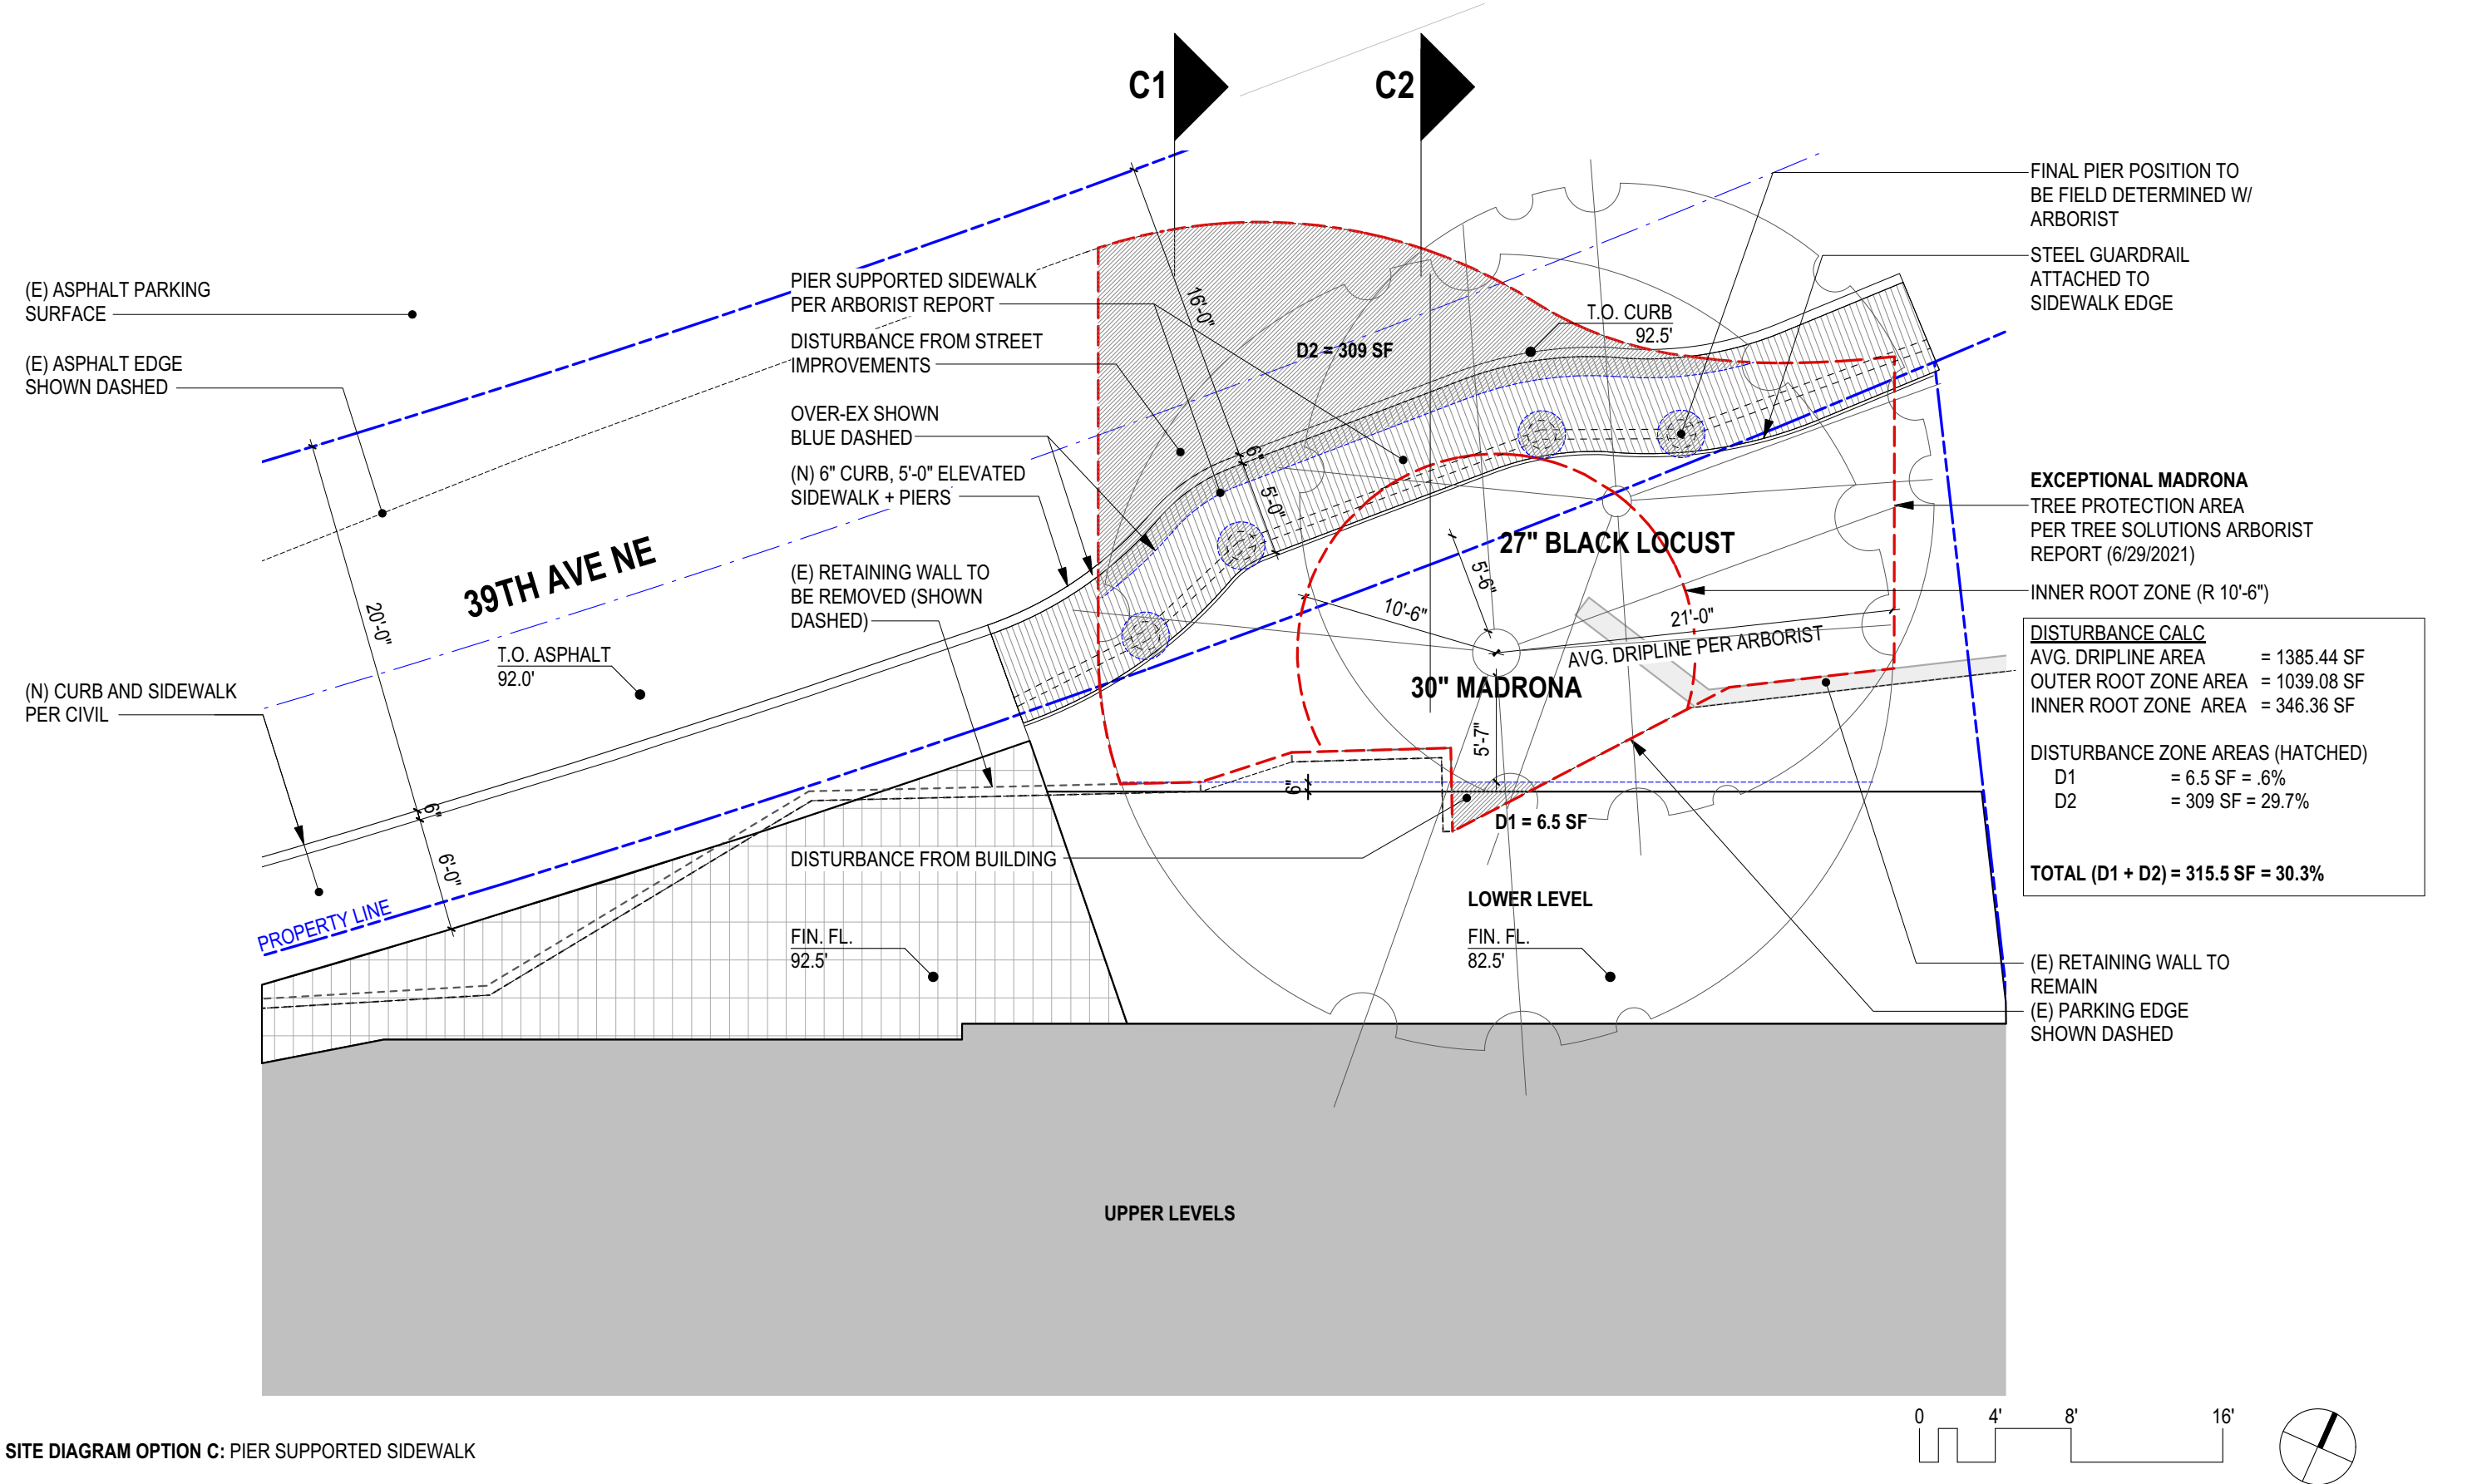 C1
C2
(E) ASPHALT PARKING
SURFACE
(E) ASPHALT EDGE
SHOWN DASHED
(N) CURB AND SIDEWALK
PER CIVIL
PIER SUPPORTED SIDEWALK
PER ARBORIST REPORT
DISTURBANCE FROM STREET
IMPROVEMENTS
OVER-EX SHOWN
BLUE DASHED
(N) 6" CURB, 5'-0" ELEVATED
SIDEWALK + PIERS
(E) RETAINING WALL TO
BE REMOVED (SHOWN
DASHED)
39TH AVE NE
T.O. ASPHALT
92.0'
20'-0"
6"
6'-0"
PROPERTY LINE
16'-0"
6"
5'-0"
D2 = 309 SF
T.O. CURB
92.5'
27" BLACK LOCUST
5'-6"
10'-6"
21'-0"
AVG. DRIPLINE PER ARBORIST
30" MADRONA
5'-7"
6"
D1 = 6.5 SF
DISTURBANCE FROM BUILDING
FIN. FL.
92.5'
LOWER LEVEL
FIN. FL.
82.5'
UPPER LEVELS
FINAL PIER POSITION TO
BE FIELD DETERMINED W/
ARBORIST
STEEL GUARDRAIL
ATTACHED TO
SIDEWALK EDGE
EXCEPTIONAL MADRONA
TREE PROTECTION AREA
PER TREE SOLUTIONS ARBORIST
REPORT (6/29/2021)
INNER ROOT ZONE (R 10'-6")
DISTURBANCE CALC
AVG. DRIPLINE AREA = 1385.44 SF
OUTER ROOT ZONE AREA = 1039.08 SF
INNER ROOT ZONE AREA = 346.36 SF
DISTURBANCE ZONE AREAS (HATCHED)
D1 = 6.5 SF = .6%
D2 = 309 SF = 29.7%
TOTAL (D1 + D2) = 315.5 SF = 30.3%
(E) RETAINING WALL TO
REMAIN
(E) PARKING EDGE
SHOWN DASHED
0 4' 8' 16'
SITE DIAGRAM OPTION C: PIER SUPPORTED SIDEWALK